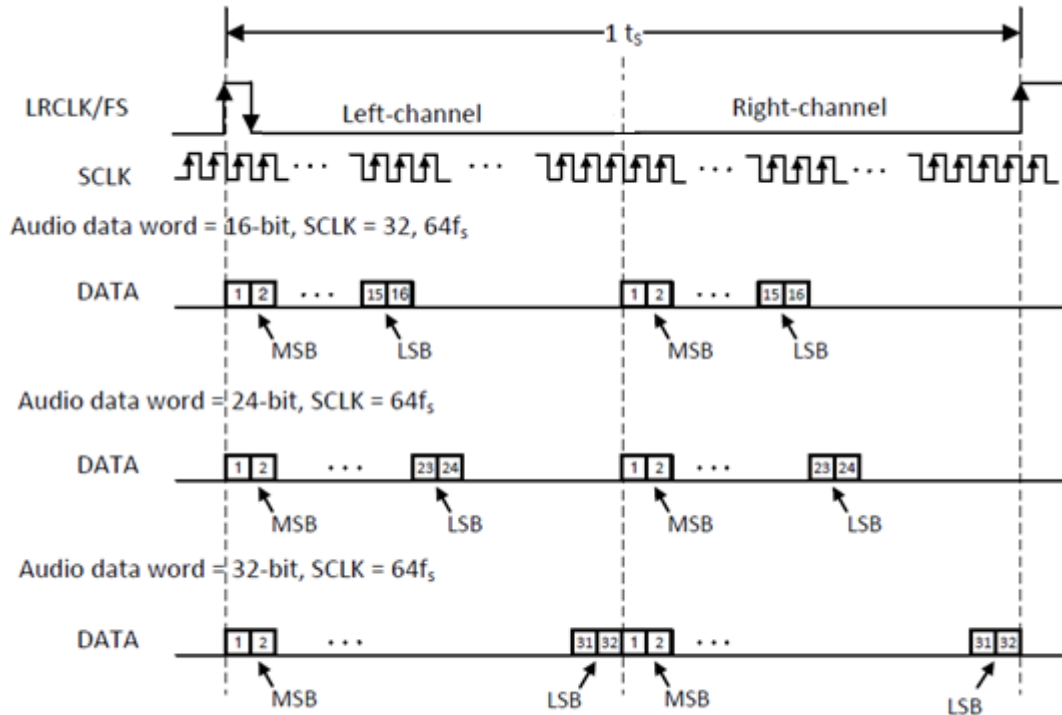 1 tS
LRCLK/FS
Left-channel
Right-channel
SCLK
Audio data word = 16-bit, SCLK = 32, 64fs
DATA
1 2 ... 15 16 1 2 ... 15 16
MSB LSB MSB LSB
Audio data word = 24-bit, SCLK = 64fs
DATA
1 2 ... 23 24 1 2 ... 23 24
MSB LSB MSB LSB
Audio data word = 32-bit, SCLK = 64fs
DATA
1 2 ... 31 32 1 2 ... 31 32
MSB LSB MSB LSB